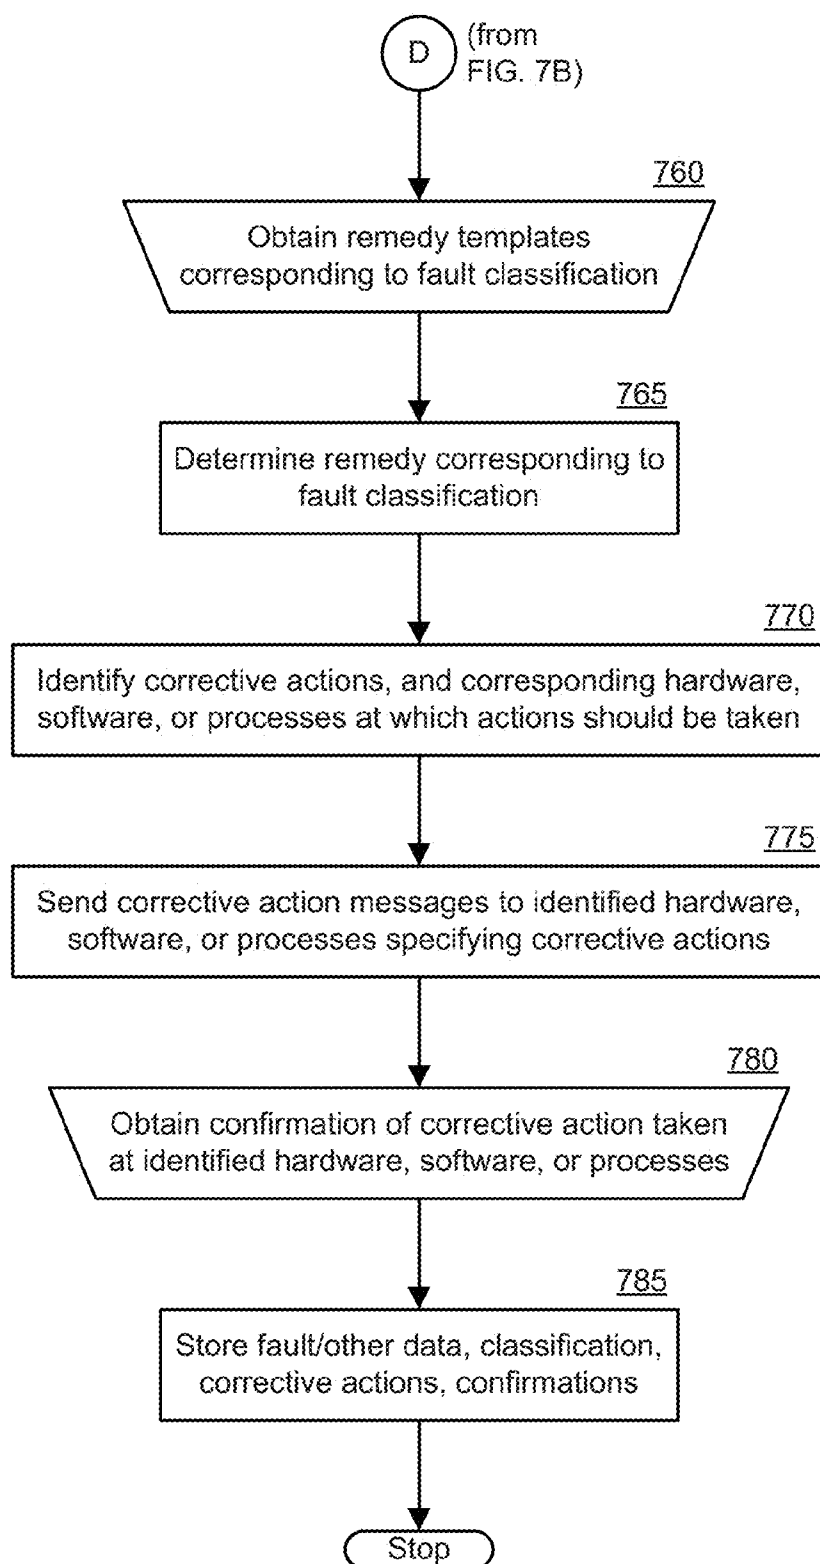 D
(from
FIG. 7B)
760
Obtain remedy templates
corresponding to fault classification
765
Determine remedy corresponding to
fault classification
770
Identify corrective actions, and corresponding hardware,
software, or processes at which actions should be taken
775
Send corrective action messages to identified hardware,
software, or processes specifying corrective actions
780
Obtain confirmation of corrective action taken
at identified hardware, software, or processes
785
Store fault/other data, classification,
corrective actions, confirmations
Stop